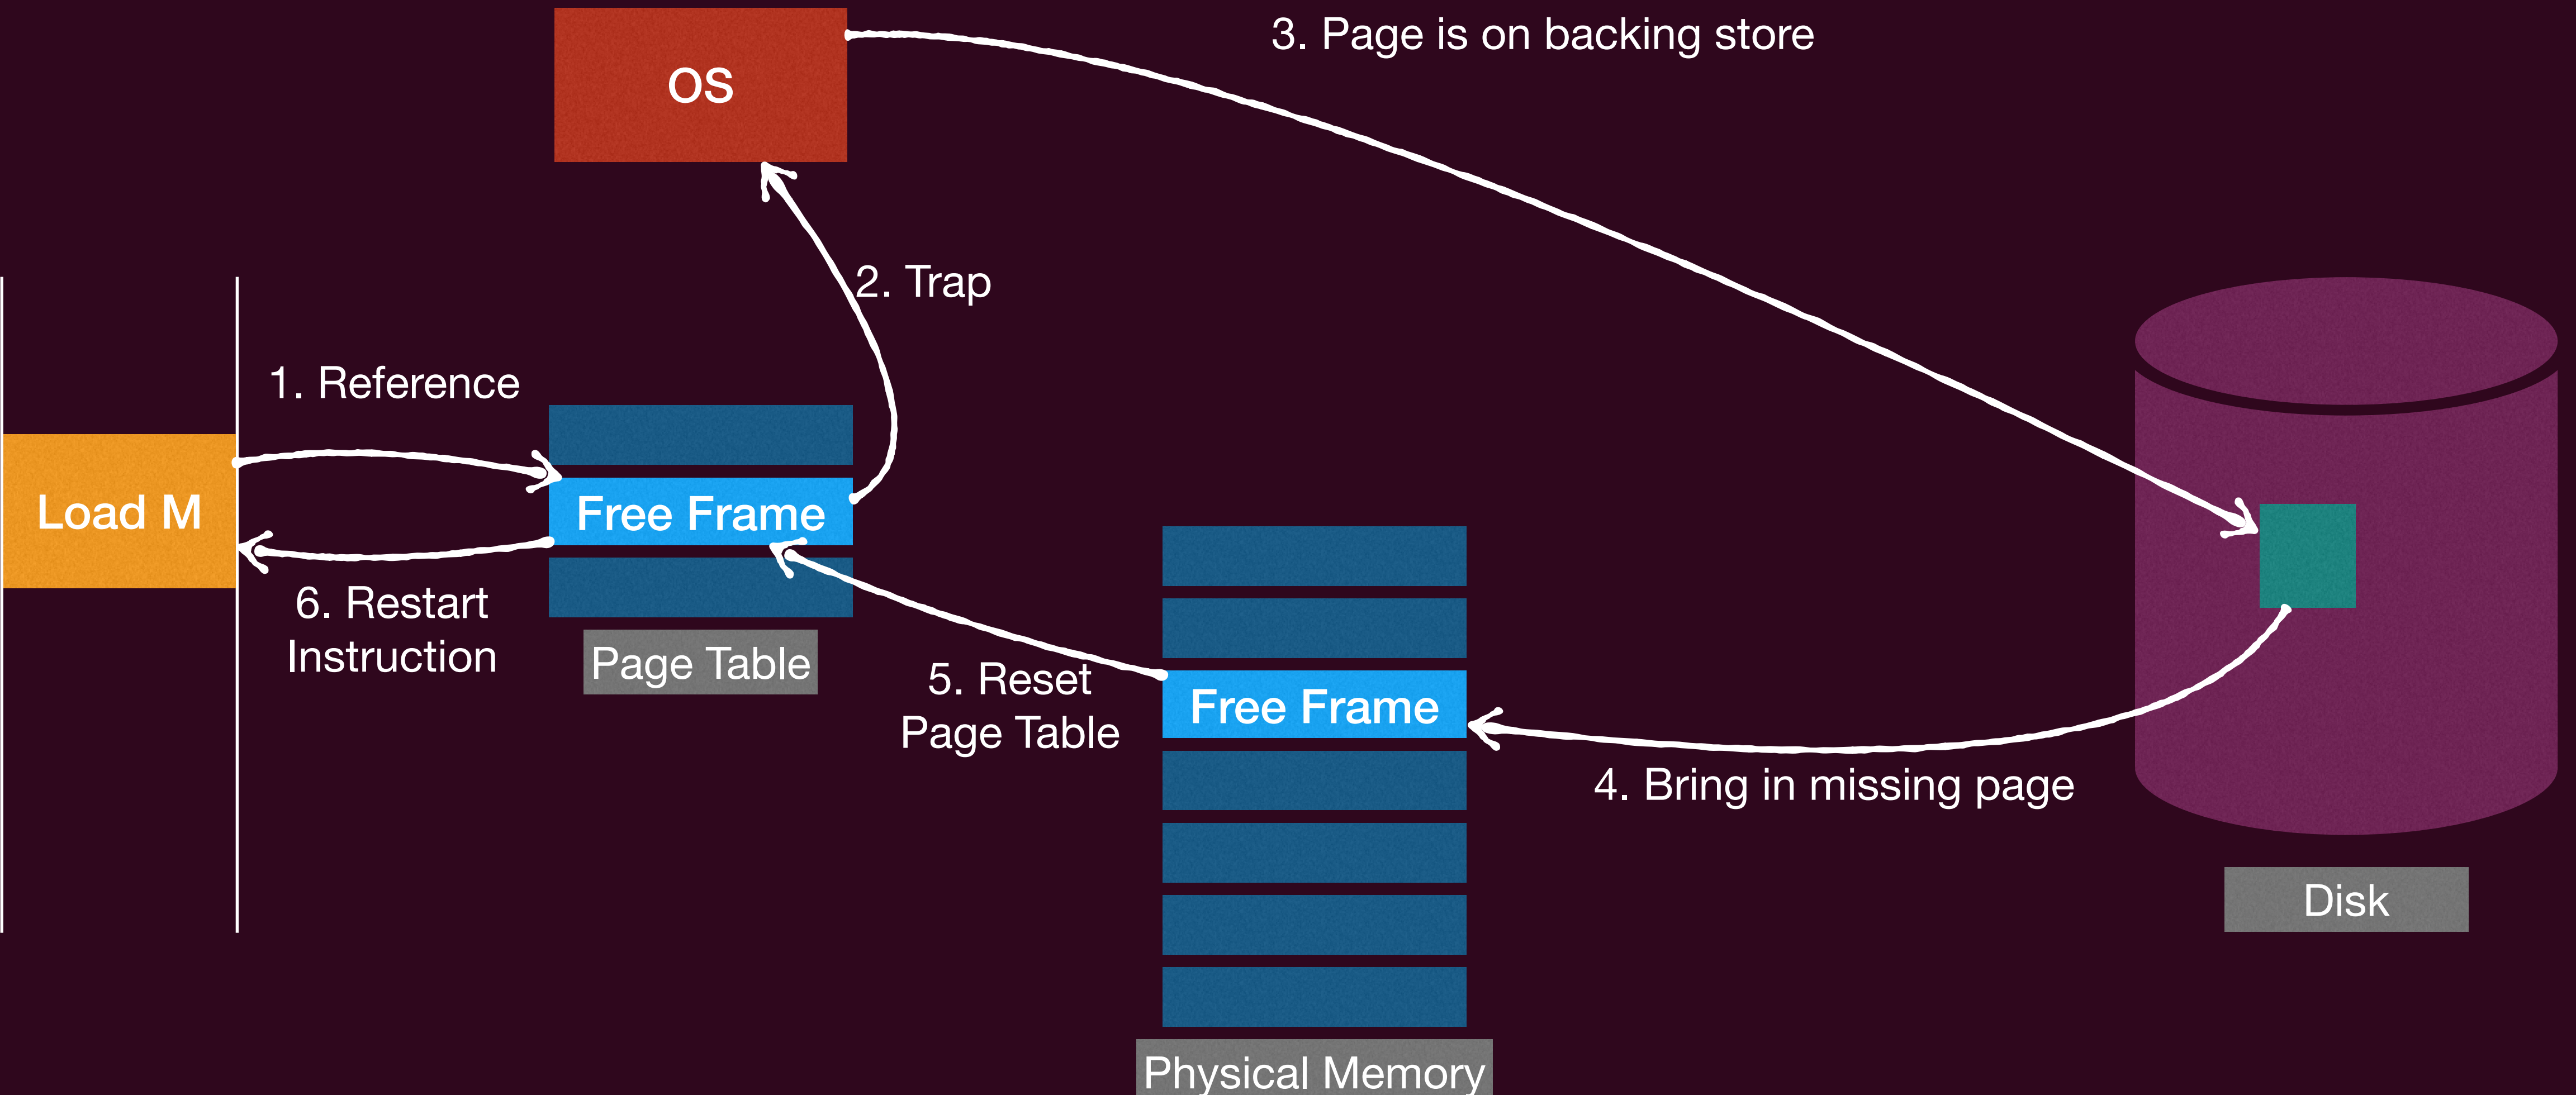 3. Page is on backing store
OS
2. Trap
1. Reference
Load M
Free Frame
6. Restart
Instruction
Page Table
5. Reset
Page Table
Free Frame
4. Bring in missing page
Disk
Physical Memory